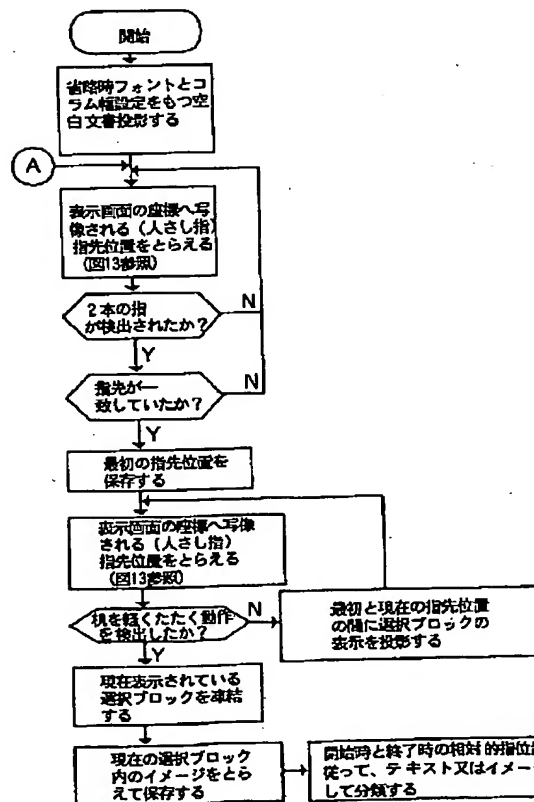 開始
省略時フォントとコ
ラム幅設定をもつ空
白文書投影する
A
表示画面の座標へ写
像される（人さし指）
指先位置をとらえる
(図13参照)
2本の指
が検出されたか？
N
Y
指先が一
致していたか？
N
Y
最初の指先位置を
保存する
表示画面の座標へ写像
される（人さし指）
指先位置をとらえる
(図13参照)
机を軽くたたく動作
を検出したか？
N
最初と現在の指先位置
の間に選択ブロックの
表示を投影する
Y
現在表示されている
選択ブロックを凍結
する
現在の選択ブロック
内のイメージをとら
えて保存する
開始時と終了時の相対的指位置
従って、テキスト又はイメージ
して分類する